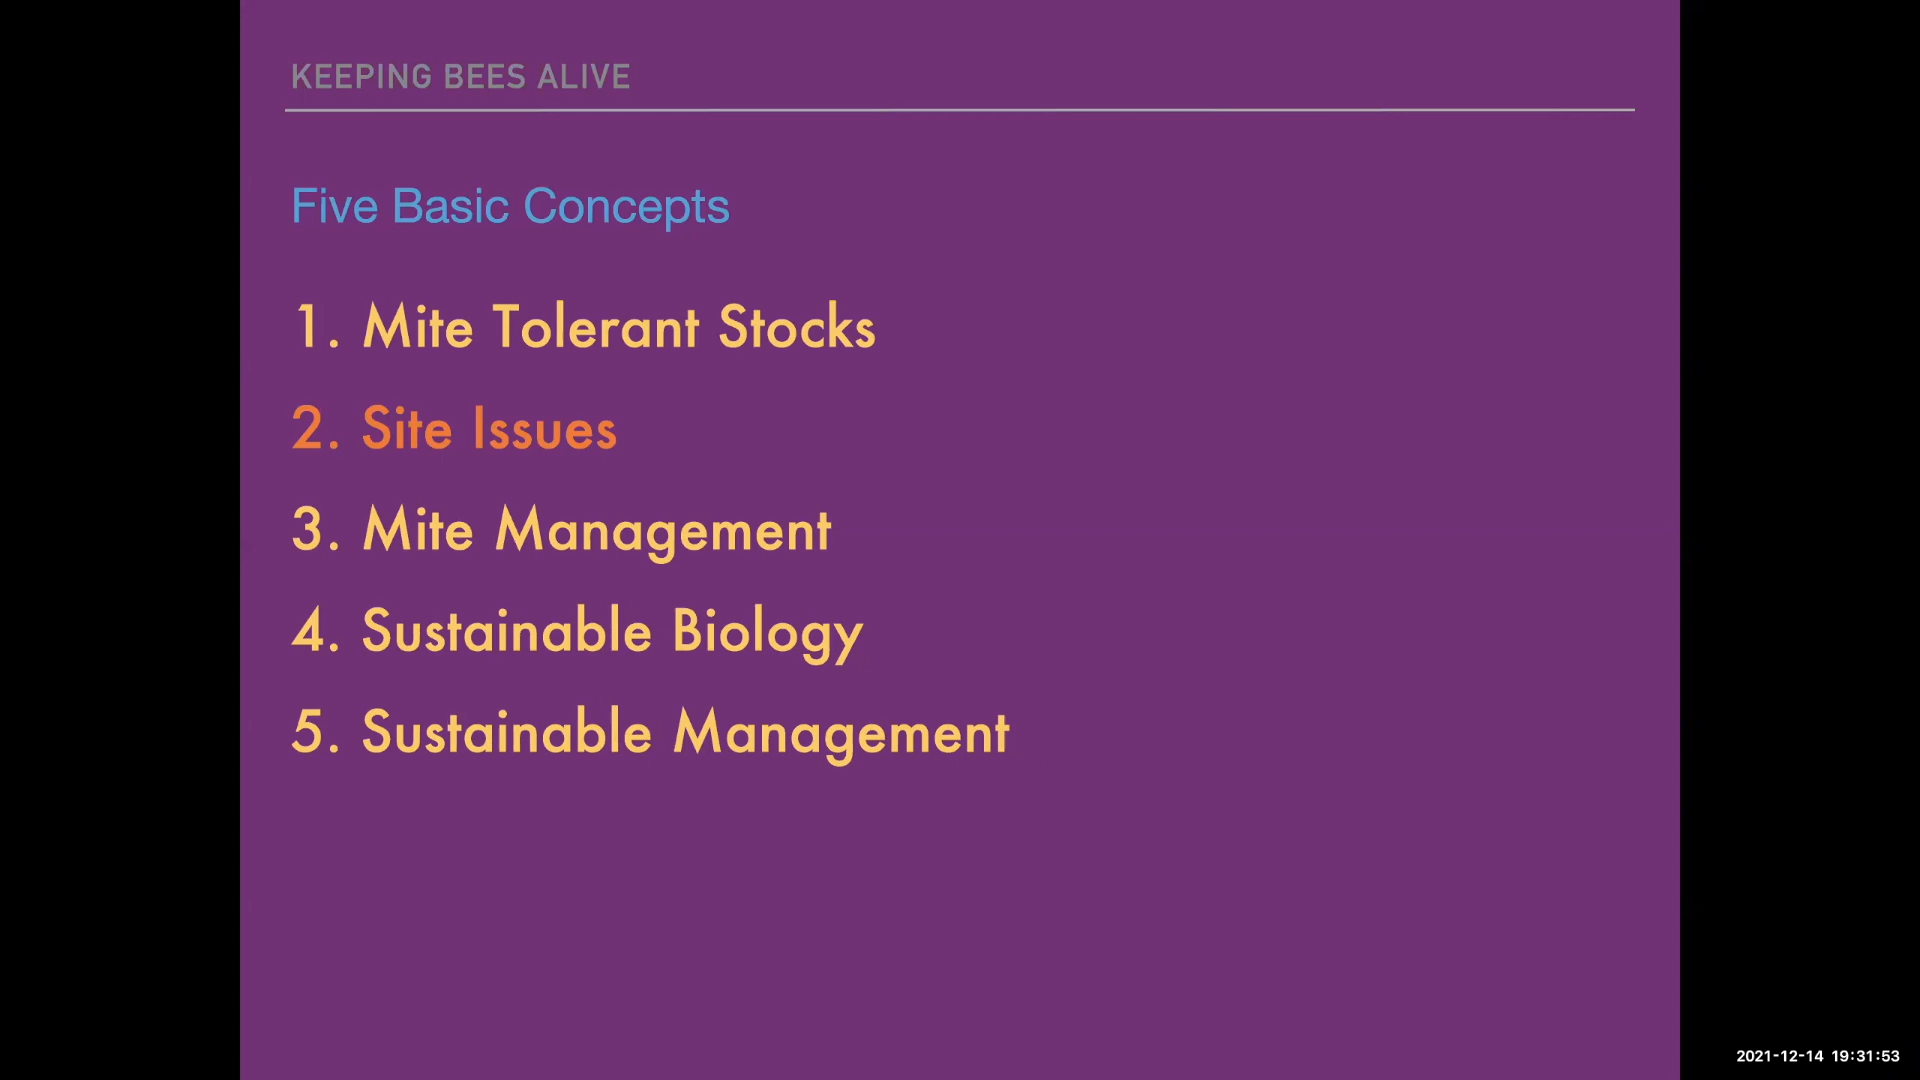 KEEPING BEES ALIVE
Five Basic Concepts
1. Mite Tolerant Stocks
2. Site Issues
3. Mite Management
4. Sustainable Biology
5. Sustainable Management
2021-12-14 19:31:53